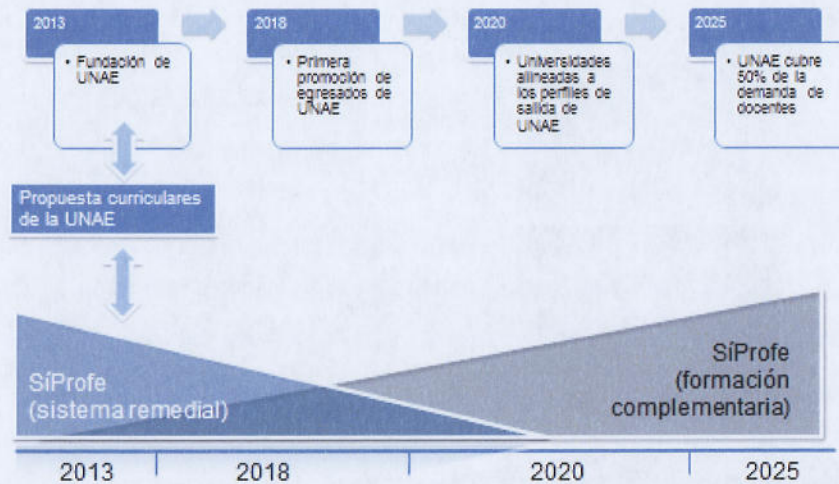 2013
• Fundación de
UNAE
2018
• Primera
promoción de
egresados de
UNAE
2020
• Universidades
alineadas a
los perfiles de
salida de
UNAE
2025
• UNAE cubre
50% de la
demanda de
docentes
Propuesta curriculares
de la UNAE
SíProfe
(sistema remedial)
SíProfe
(formación
complementaria)
2013
2018
2020
2025